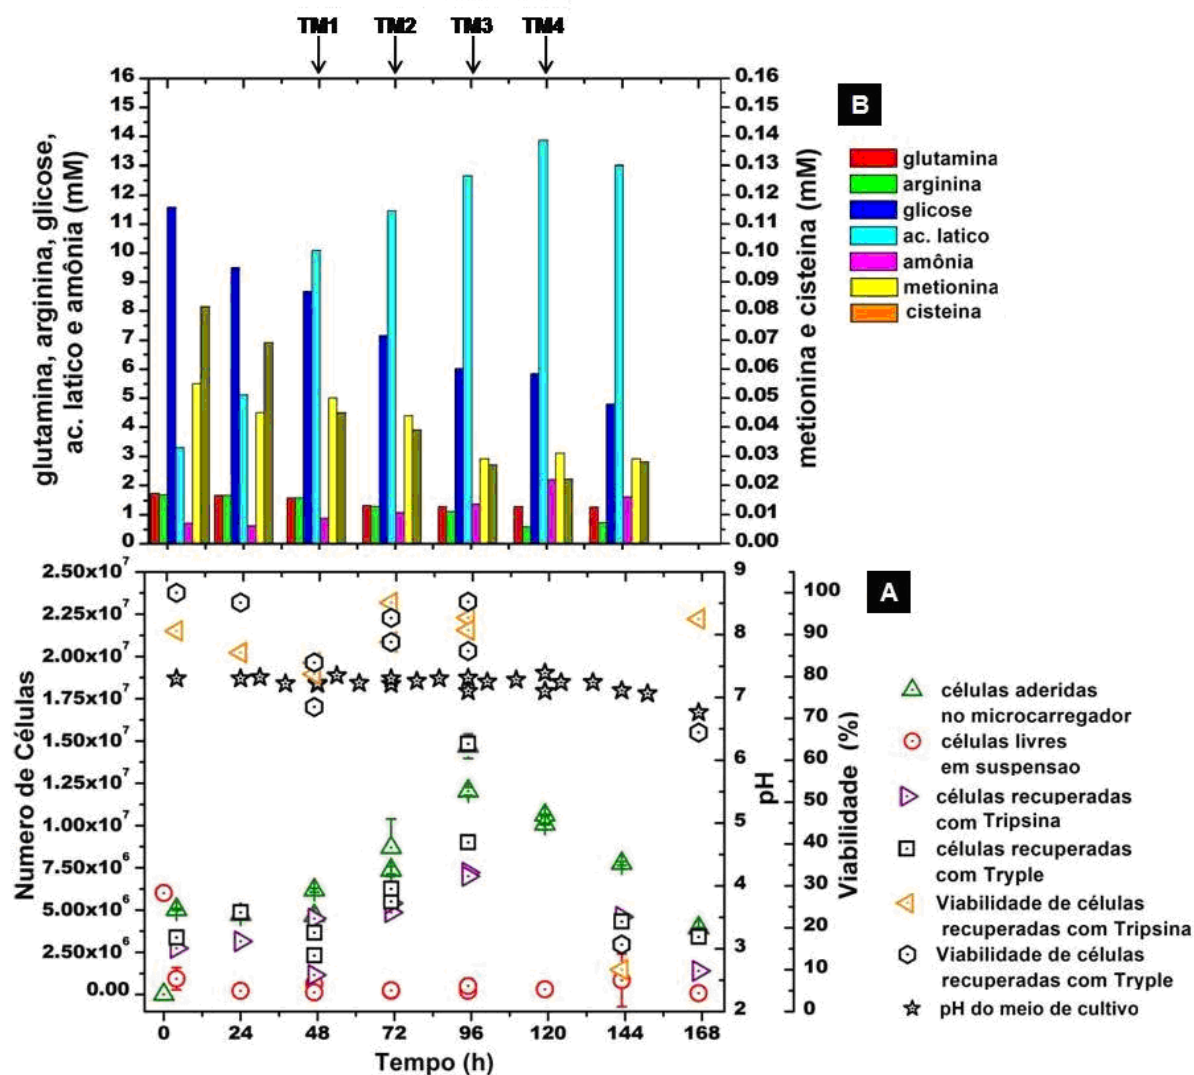 TM1 TM2 TM3 TM4
16 0.16
15 0.15
14 0.14
13 0.13
12 0.12
11 0.11
10 0.10
9 0.09
8 0.08
7 0.07
6 0.06
5 0.05
4 0.04
3 0.03
2 0.02
1 0.01
0 0.00
glutamina, arginina, glicose,
ac. latico e amônia (mM)
metionina e cisteina (mM)
B
glutamina
arginina
glicose
ac. latico
amônia
metionina
cisteina
2.50x10⁷
2.25x10⁷
2.00x10⁷
1.75x10⁷
1.50x10⁷
1.25x10⁷
1.00x10⁷
7.50x10⁶
5.00x10⁶
2.50x10⁶
0.00
Numero de Células
9
8
7
6
5
4
3
2
pH
100
90
80
70
60
50
40
30
20
10
0
Viabilidade (%)
0 24 48 72 96 120 144 168
Tempo (h)
A
células aderidas
no microcarregador
células livres
em suspensao
células recuperadas
com Tripsina
células recuperadas
com Tryple
Viabilidade de células
recuperadas com Tripsina
Viabilidade de células
recuperadas com Tryple
pH do meio de cultivo